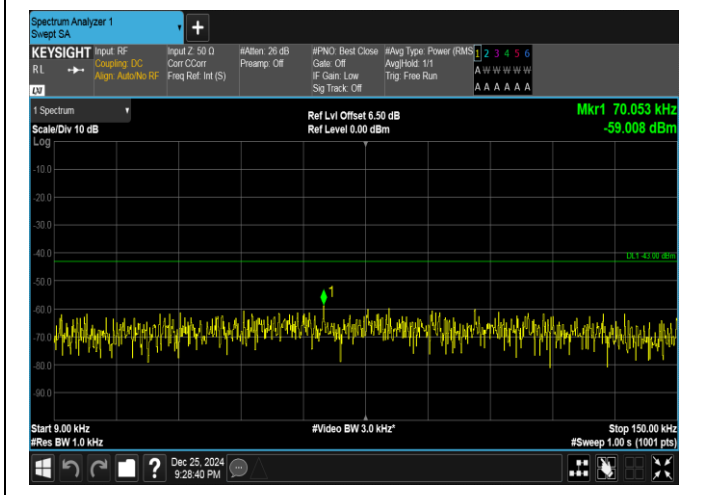 Spectrum Analyzer 1
Swept SA
+
KEYSIGHT
RL
LXI
Input: RF
Coupling: DC
Align: Auto/No RF
Input Z: 50 Ω
Corr CCorr
Freq Ref: Int (S)
#Atten: 26 dB
Preamp: Off
#PNO: Best Close
Gate: Off
IF Gain: Low
Sig Track: Off
#Avg Type: Power (RMS
Avg|Hold: 1/1
Trig: Free Run
1 2 3 4 5 6
A W W W W W
A A A A A A
1 Spectrum
Scale/Div 10 dB
Log
Ref Lvl Offset 6.50 dB
Ref Level 0.00 dBm
Mkr1 70.053 kHz
-59.008 dBm
-10.0
-20.0
-30.0
-40.0
DL1 -43.00 dBm
-50.0
1
-60.0
-70.0
-80.0
-90.0
Start 9.00 kHz
#Res BW 1.0 kHz
#Video BW 3.0 kHz*
Stop 150.00 kHz
#Sweep 1.00 s (1001 pts)
?
Dec 25, 2024
9:28:40 PM